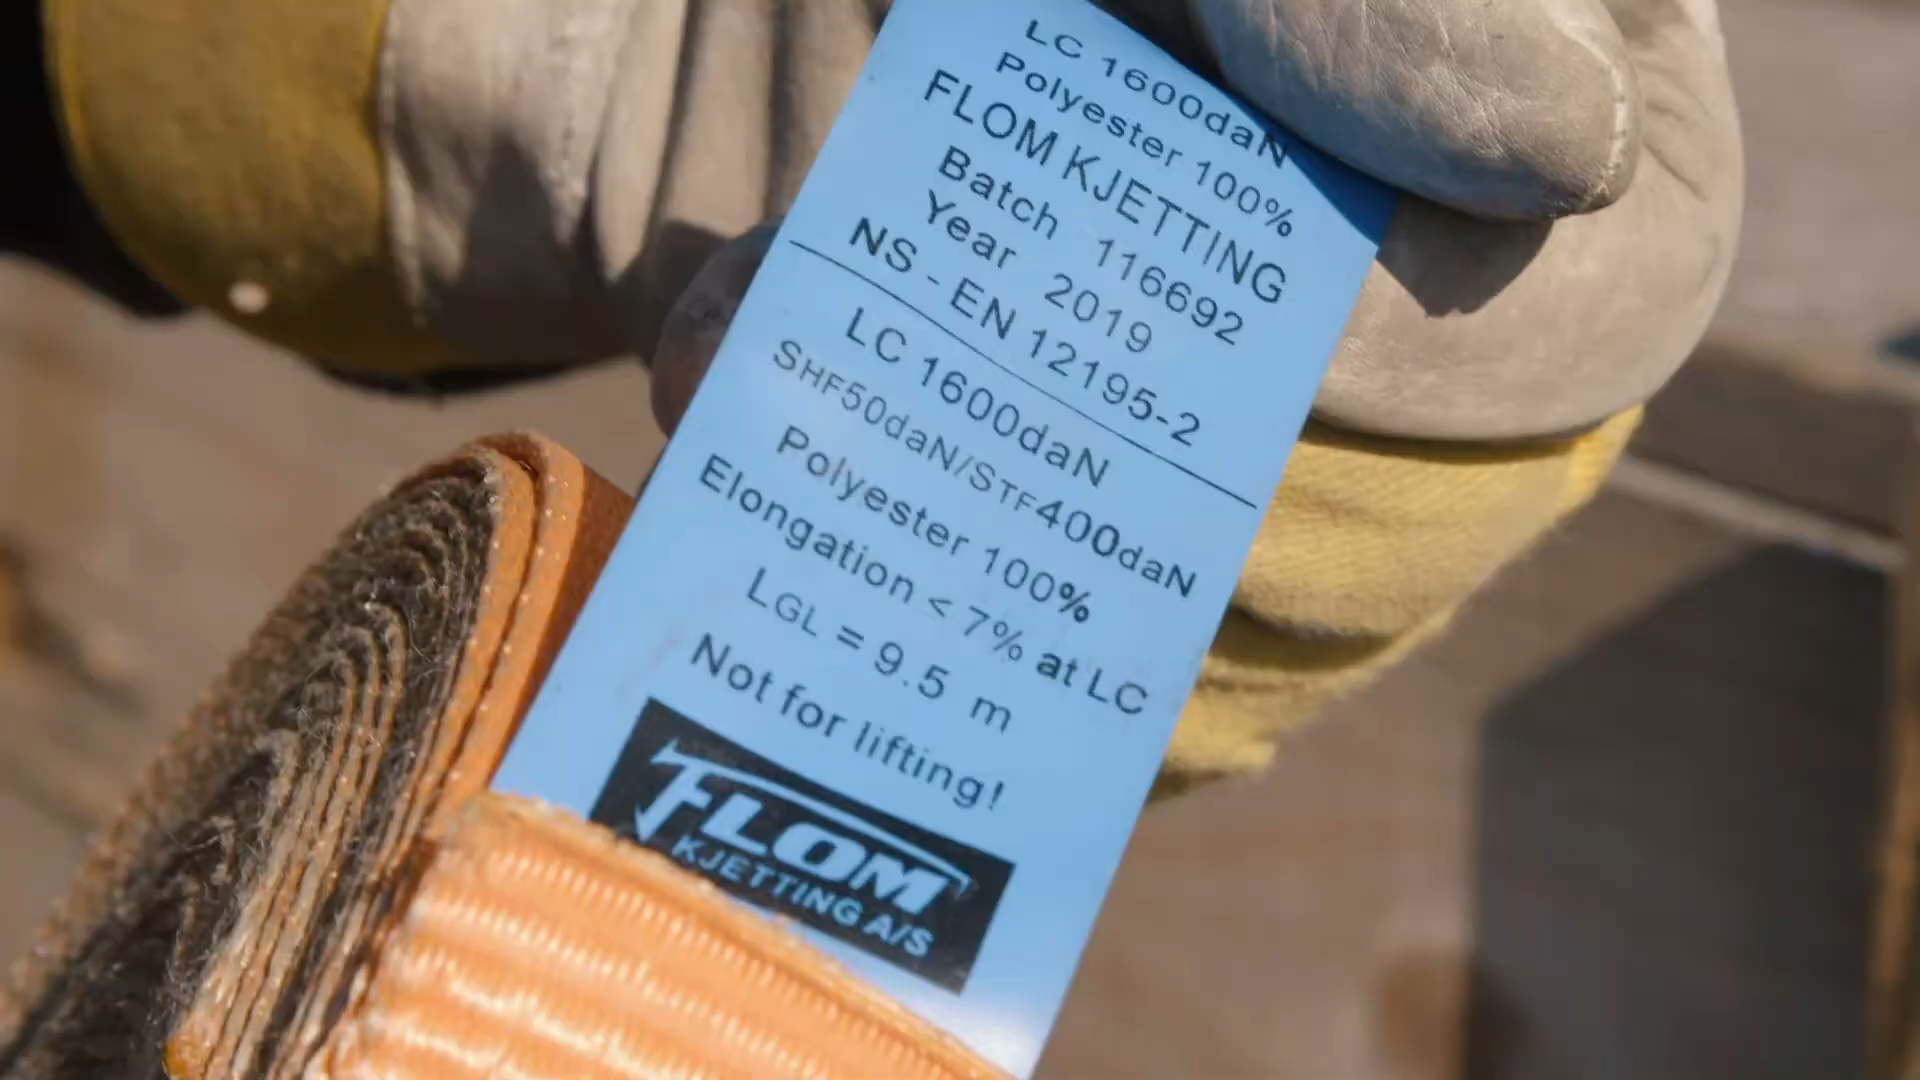 LC 1600daN
Polyester 100%
FLOM KJETTING
Batch 116692
Year 2019
NS - EN 12195-2
LC 1600daN
SHF50daN/STF400daN
Polyester 100%
Elongation < 7% at LC
LGL = 9.5 m
Not for lifting!
FLOM
KJETTING A/S